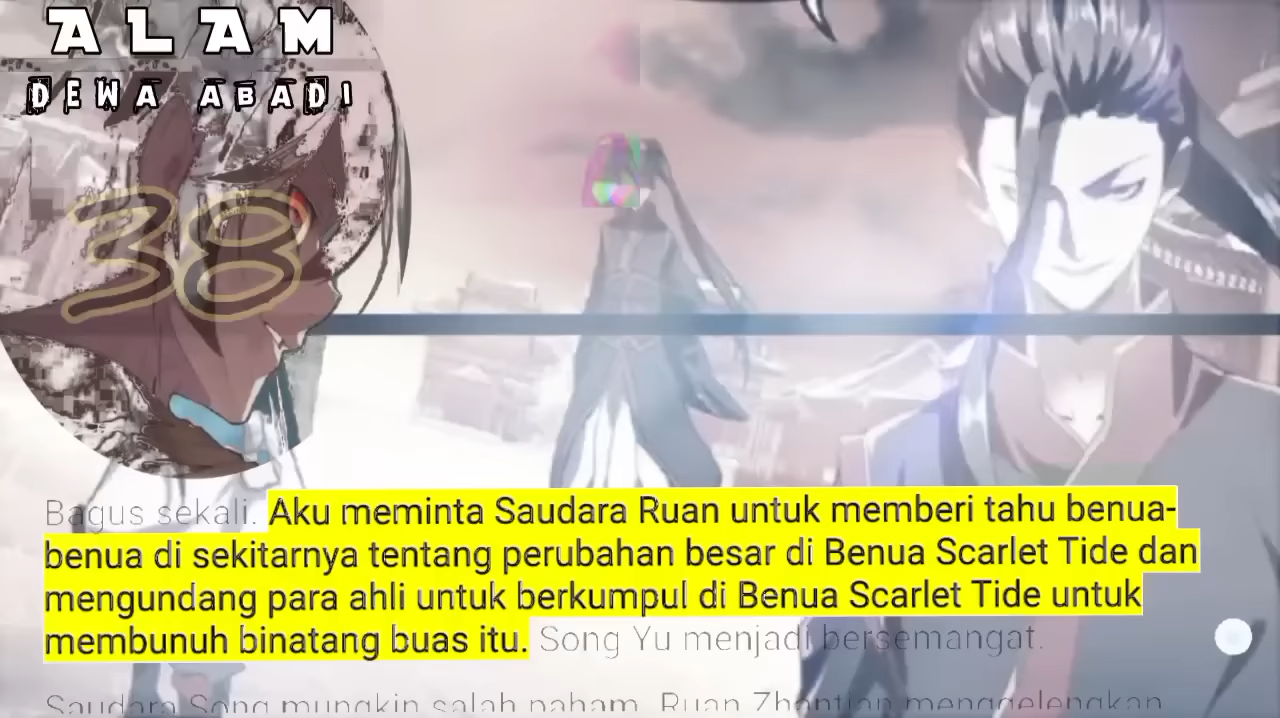 ALAM
DEWA ABADI
38
Bagus sekali. Aku meminta Saudara Ruan untuk memberi tahu benua-
benua di sekitarnya tentang perubahan besar di Benua Scarlet Tide dan
mengundang para ahli untuk berkumpul di Benua Scarlet Tide untuk
membunuh binatang buas itu. Song Yu menjadi bersemangat.
Saudara Song mungkin salah paham. Ruan Zhantian menggelengkan